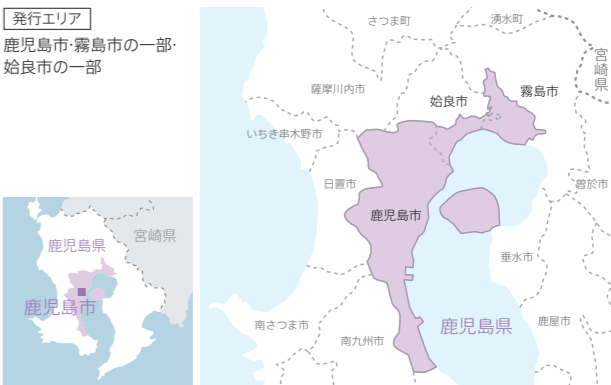 発行エリア
鹿児島市・霧島市の一部・
姶良市の一部
さつま町
湧水町
宮崎県
薩摩川内市
姶良市
霧島市
いちき串木野市
日置市
曽於市
鹿児島市
垂水市
鹿児島県
鹿屋市
南さつま市
南九州市
鹿児島県
宮崎県
鹿児島市